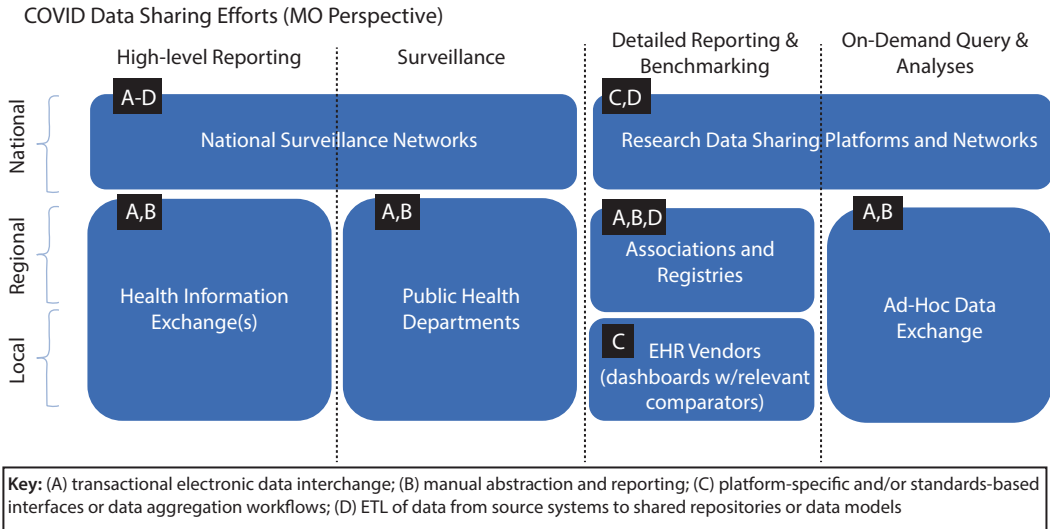 COVID Data Sharing Efforts (MO Perspective)
High-level Reporting
Surveillance
Detailed Reporting &
Benchmarking
On-Demand Query &
Analyses
National
A-D
National Surveillance Networks
C,D
Research Data Sharing Platforms and Networks
Regional
Local
A,B
Health Information
Exchange(s)
A,B
Public Health
Departments
A,B,D
Associations and
Registries
C
EHR Vendors
(dashboards w/relevant
comparators)
A,B
Ad-Hoc Data
Exchange
Key: (A) transactional electronic data interchange; (B) manual abstraction and reporting; (C) platform-specific and/or standards-based
interfaces or data aggregation workflows; (D) ETL of data from source systems to shared repositories or data models